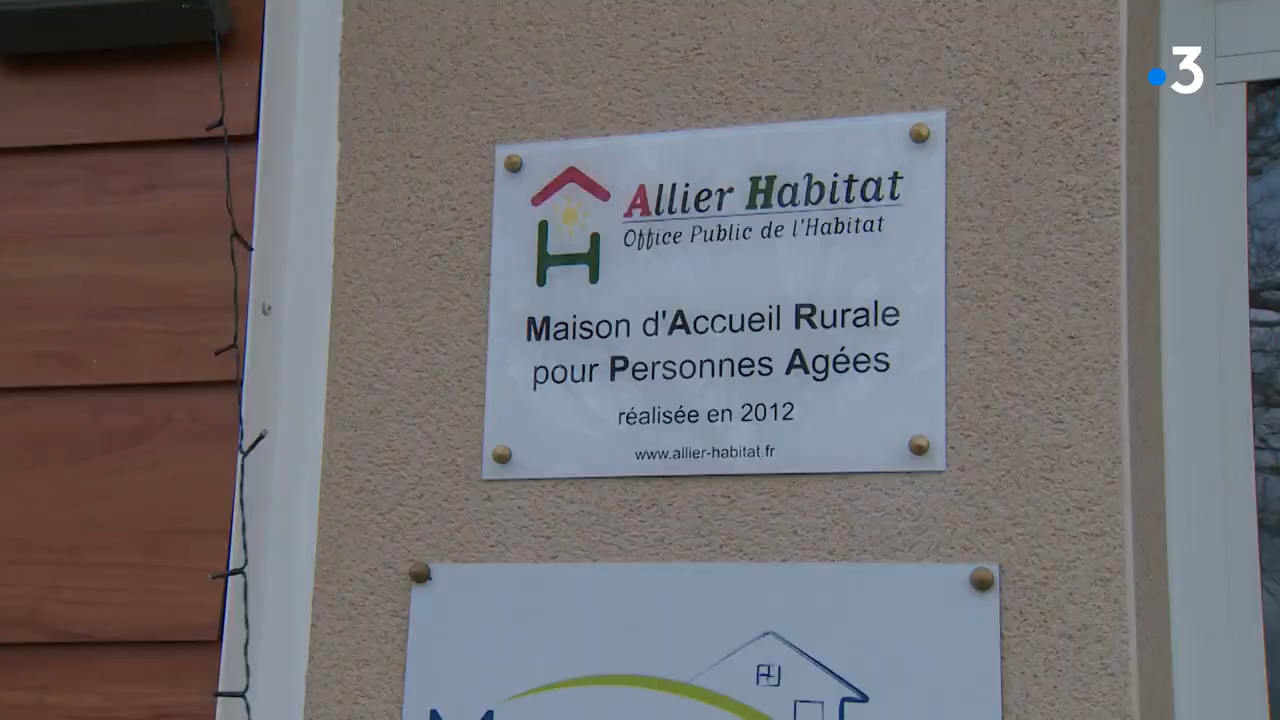 3
Allier Habitat
Office Public de l'Habitat
Maison d'Accueil Rurale
pour Personnes Agées
réalisée en 2012
www.allier-habitat.fr
M